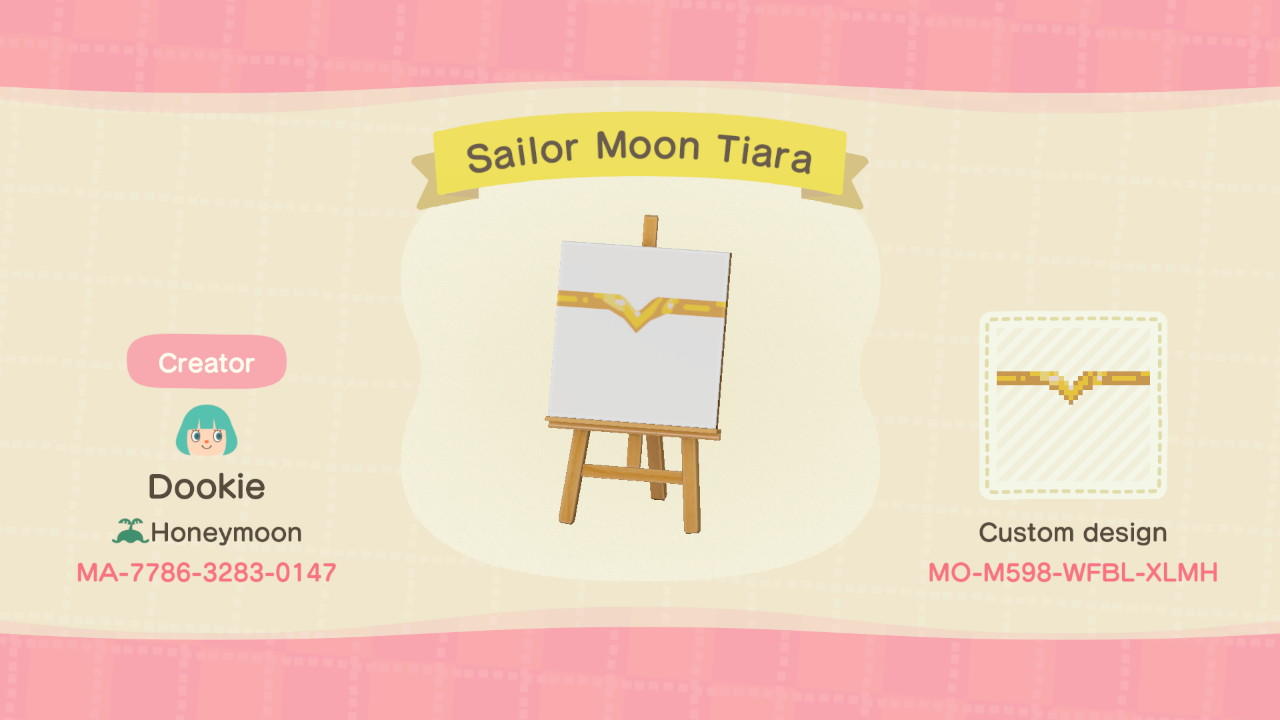 Sailor Moon Tiara
Creator
Dookie
Honeymoon
MA-7786-3283-0147
Custom design
MO-M598-WFBL-XLMH